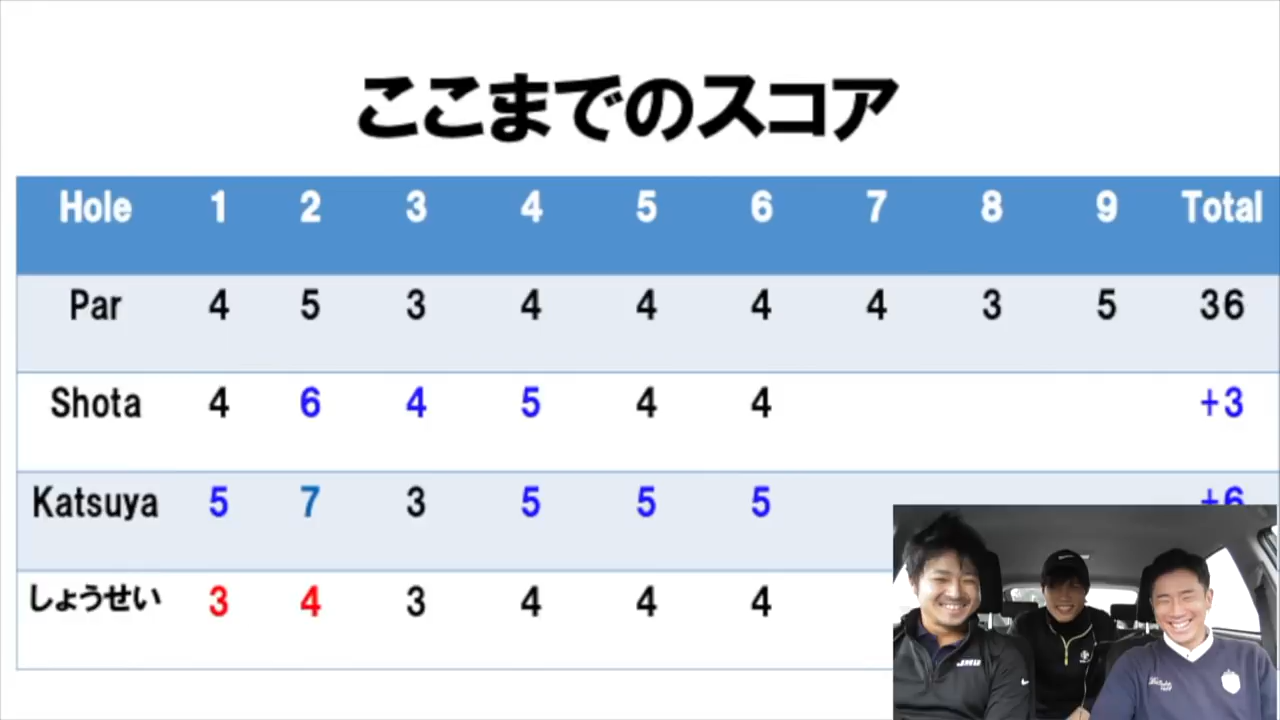 ここまでのスコア
Hole 1 2 3 4 5 6 7 8 9 Total
Par 4 5 3 4 4 4 4 3 5 36
Shota 4 6 4 5 4 4 +3
Katsuya 5 7 3 5 5 5 +6
しょうせい 3 4 3 4 4 4